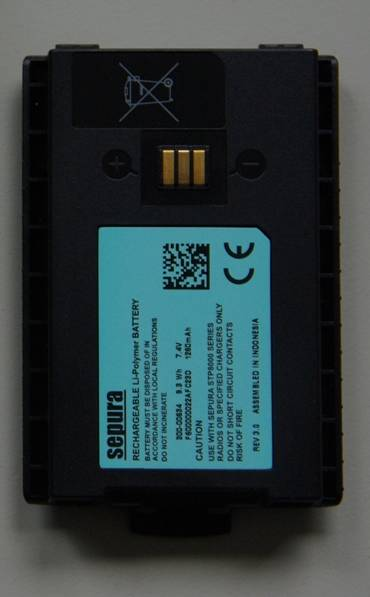 sepura
RECHARGEABLE Li-Polymer BATTERY
BATTERY MUST BE DISPOSED OF IN
ACCORDANCE WITH LOCAL REGULATIONS
DO NOT INCINERATE
300-00634 9.3 Wh 7.4V 1260mAh
F600000022AFC23D
CAUTION
USE WITH SEPURA STP8000 SERIES
RADIOS OR SPECIFIED CHARGERS ONLY
DO NOT SHORT CIRCUIT CONTACTS
RISK OF FIRE
REV 3.0 ASSEMBLED IN INDONESIA
CE
+
-